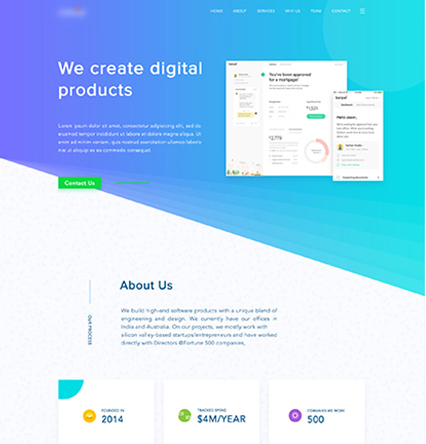 HOME ABOUT SERVICES WHY US TEAM CONTACT
We create digital
products
Lorem ipsum dolor sit amet, consectetur adipiscing elit, sed do
eiusmod tempor incididunt ut labore et dolore magna aliqua. Ut
enim ad minim veniam, quis nostrud exercitation ullamco laboris
nisi ut aliquip ex ea commodo consequat.
Contact Us
You've been approved
for a mortgage!
$2,779
Hello Jason,
About Us
OUR PROCESS
We build high-end software products with a unique blend of
engineering and design. We currently have our offices in
India and Australia. On our projects, we mostly work with
silicon valley-based startups/entrepreneurs and have worked
directly with Directors @Fortune 500 companies,
FOUNDED IN
2014
TRACKED SPEND
$4M/YEAR
COMPANIES WE WORK
500